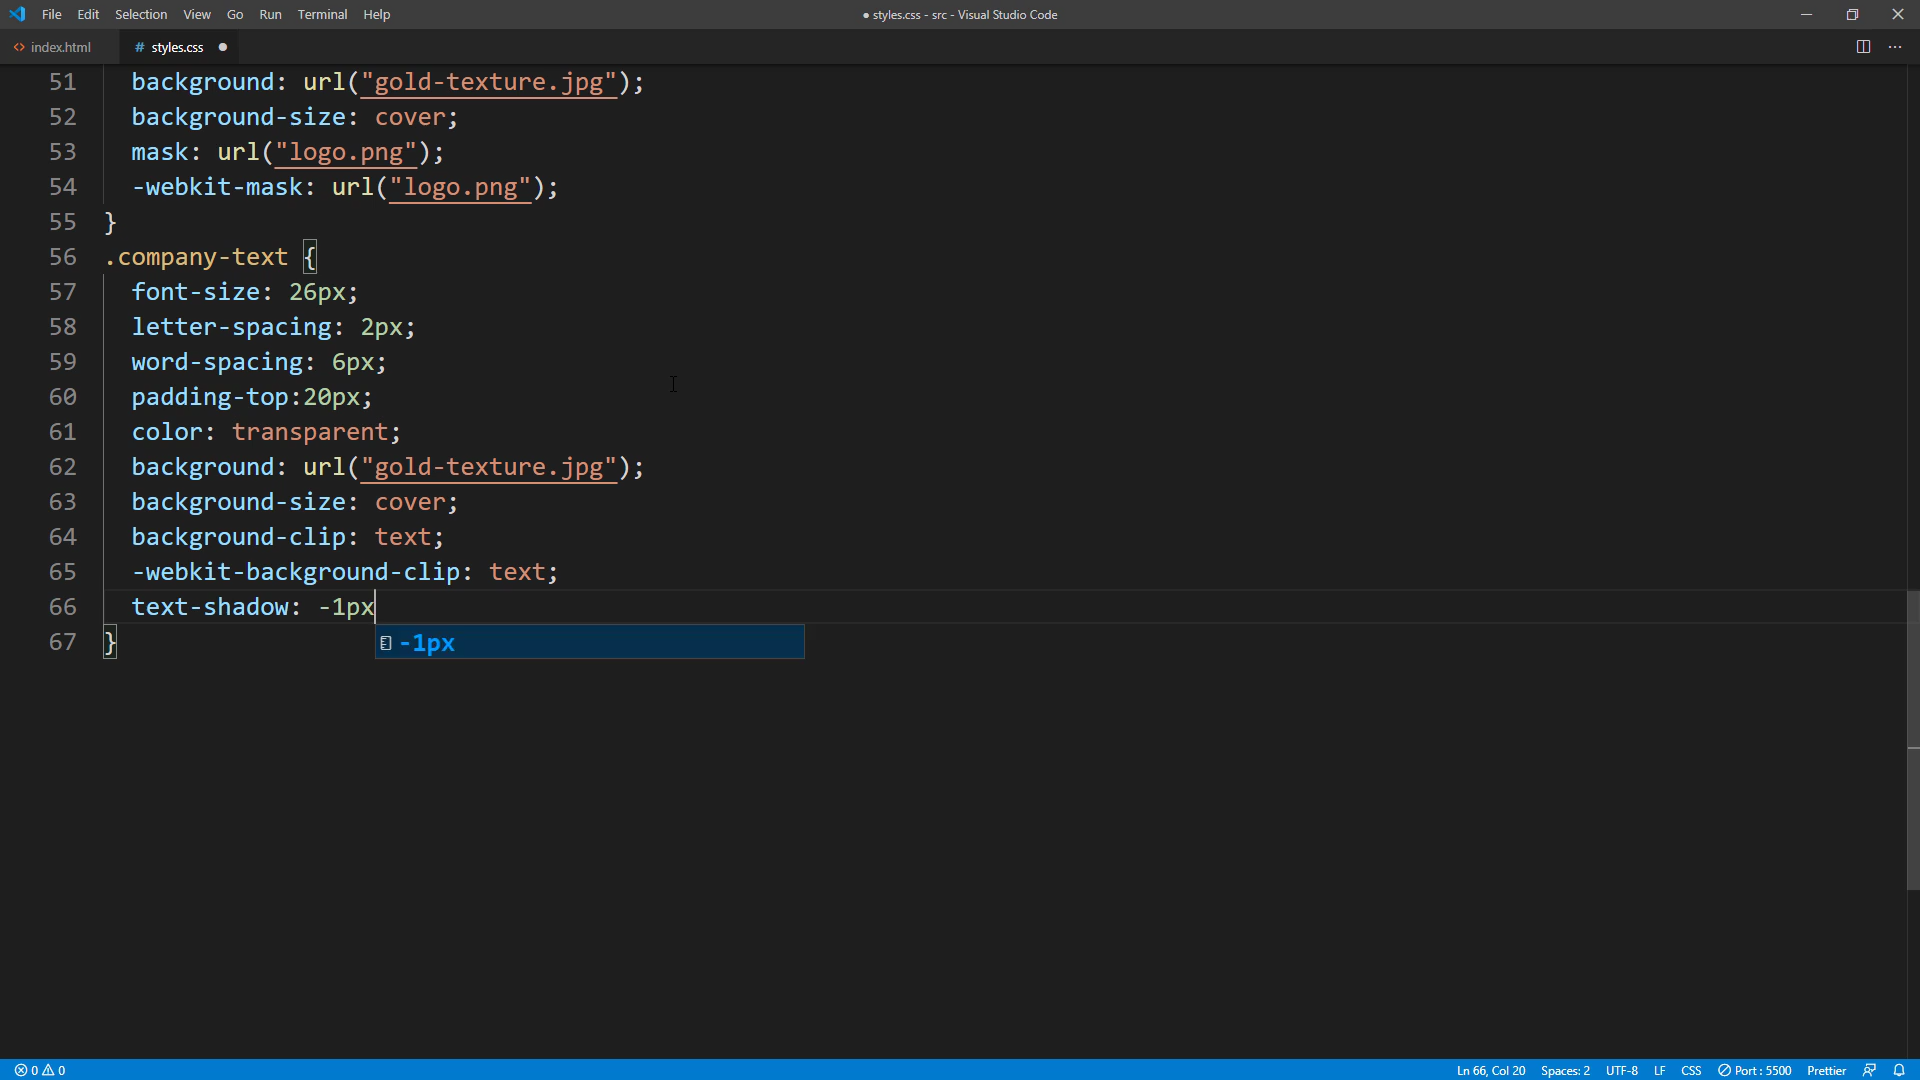 File Edit Selection View Go Run Terminal Help ● styles.css - src - Visual Studio Code
<> index.html # styles.css ●
51 background: url("gold-texture.jpg");
52 background-size: cover;
53 mask: url("logo.png");
54 -webkit-mask: url("logo.png");
55 }
56 .company-text {
57 font-size: 26px;
58 letter-spacing: 2px;
59 word-spacing: 6px;
60 padding-top:20px;
61 color: transparent;
62 background: url("gold-texture.jpg");
63 background-size: cover;
64 background-clip: text;
65 -webkit-background-clip: text;
66 text-shadow: -1px
67 }
-1px
0 0 Ln 66, Col 20 Spaces: 2 UTF-8 LF CSS Port : 5500 Prettier